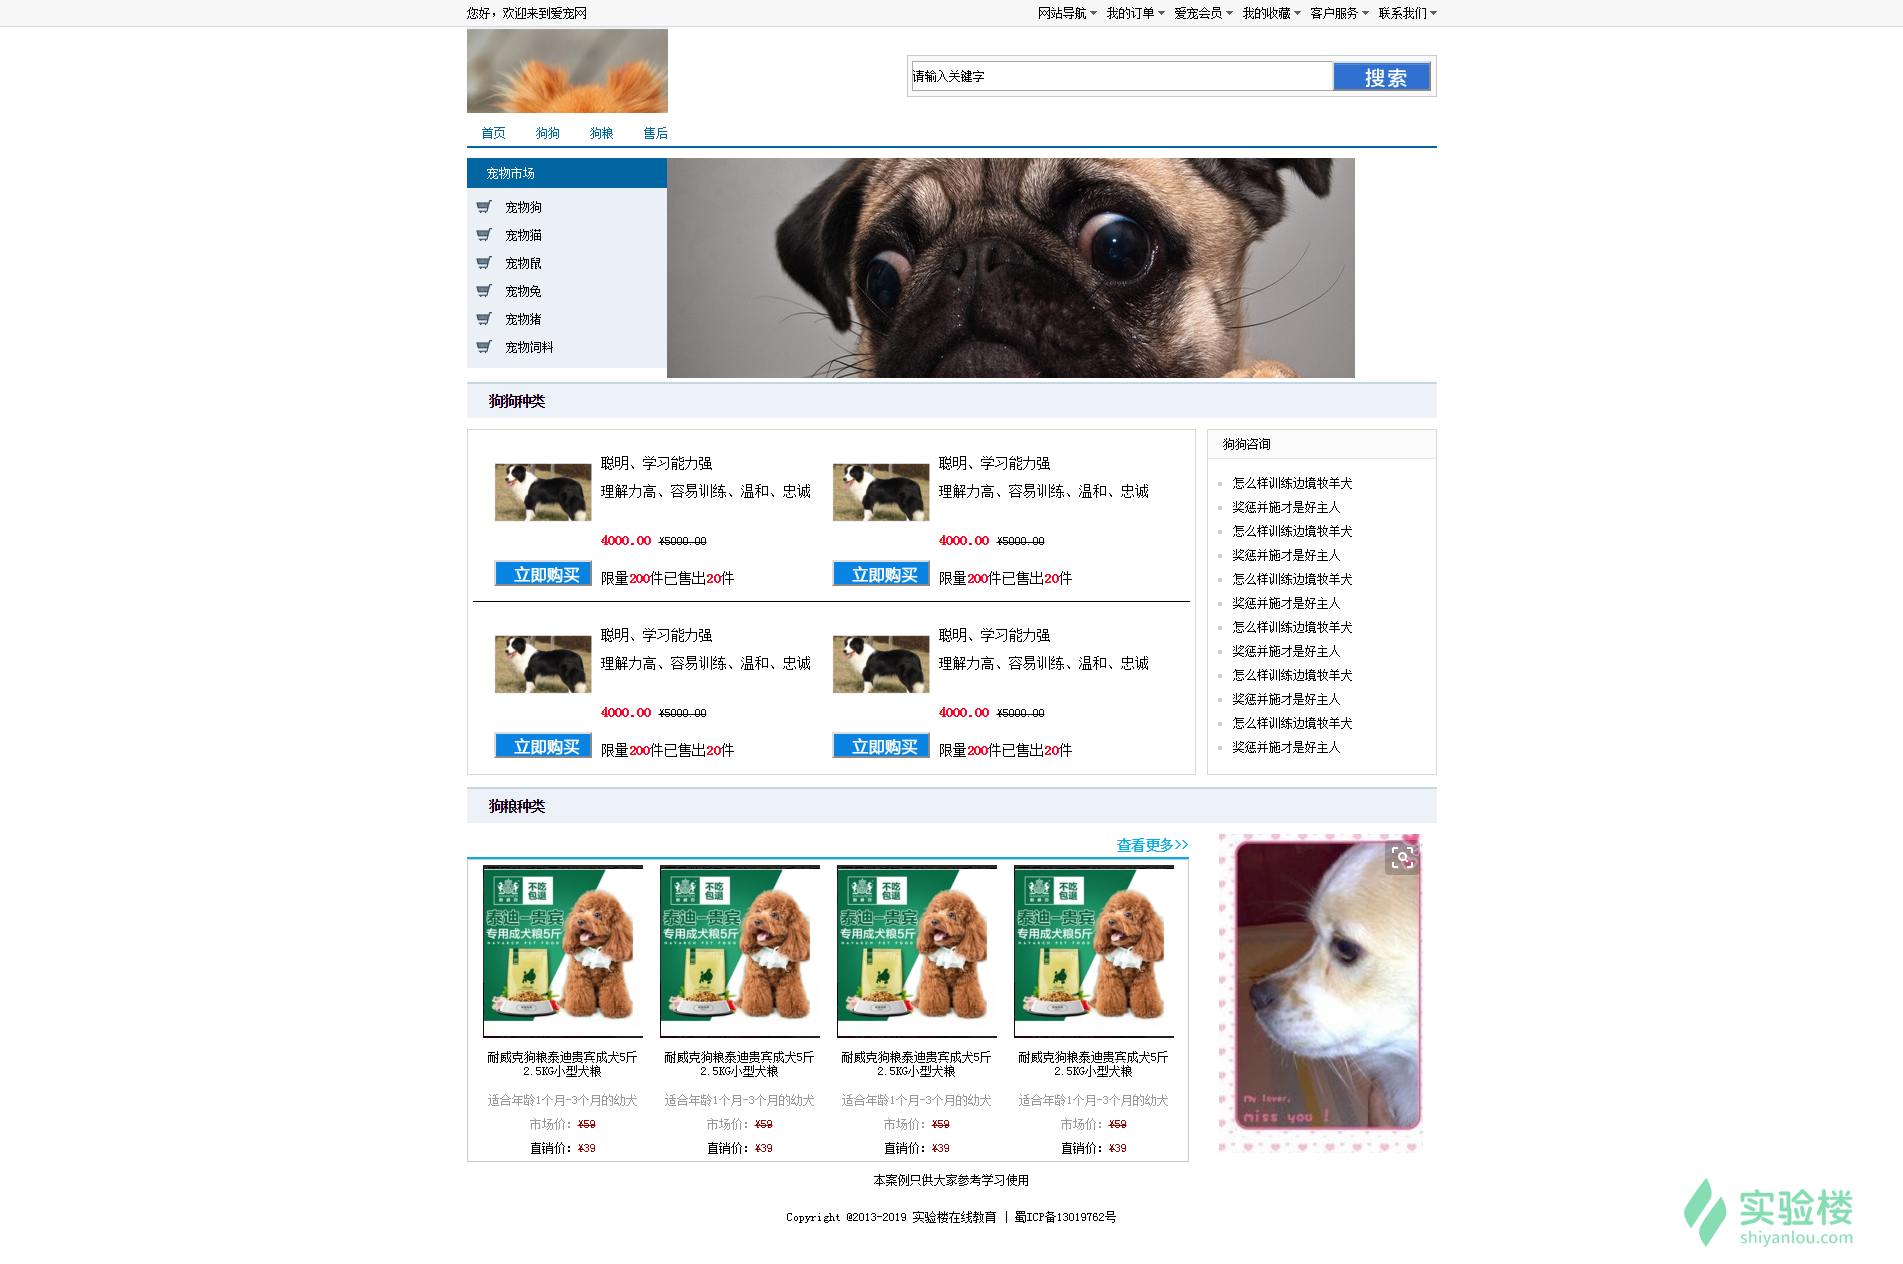 您好，欢迎来到爱宠网
网站导航 我的订单 爱宠会员 我的收藏 客户服务 联系我们
请输入关键字
搜索
首页 狗狗 狗粮 售后
宠物市场
宠物狗
宠物猫
宠物鼠
宠物兔
宠物猪
宠物饲料
狗狗种类
聪明、学习能力强
理解力高、容易训练、温和、忠诚
4000.00 ¥5000.00
立即购买
限量200件已售出20件
聪明、学习能力强
理解力高、容易训练、温和、忠诚
4000.00 ¥5000.00
立即购买
限量200件已售出20件
聪明、学习能力强
理解力高、容易训练、温和、忠诚
4000.00 ¥5000.00
立即购买
限量200件已售出20件
聪明、学习能力强
理解力高、容易训练、温和、忠诚
4000.00 ¥5000.00
立即购买
限量200件已售出20件
狗狗咨询
怎么样训练边境牧羊犬
奖惩并施才是好主人
怎么样训练边境牧羊犬
奖惩并施才是好主人
怎么样训练边境牧羊犬
奖惩并施才是好主人
怎么样训练边境牧羊犬
奖惩并施才是好主人
怎么样训练边境牧羊犬
奖惩并施才是好主人
怎么样训练边境牧羊犬
奖惩并施才是好主人
狗粮种类
查看更多>>
不吃
包退
泰迪—贵宾
专用成犬粮5斤
NAVARCH PET FOOD
耐威克狗粮泰迪贵宾成犬5斤
2.5KG小型犬粮
适合年龄1个月-3个月的幼犬
市场价：¥59
直销价：¥39
不吃
包退
泰迪—贵宾
专用成犬粮5斤
NAVARCH PET FOOD
耐威克狗粮泰迪贵宾成犬5斤
2.5KG小型犬粮
适合年龄1个月-3个月的幼犬
市场价：¥59
直销价：¥39
不吃
包退
泰迪—贵宾
专用成犬粮5斤
NAVARCH PET FOOD
耐威克狗粮泰迪贵宾成犬5斤
2.5KG小型犬粮
适合年龄1个月-3个月的幼犬
市场价：¥59
直销价：¥39
不吃
包退
泰迪—贵宾
专用成犬粮5斤
NAVARCH PET FOOD
耐威克狗粮泰迪贵宾成犬5斤
2.5KG小型犬粮
适合年龄1个月-3个月的幼犬
市场价：¥59
直销价：¥39
My lover.
miss you !
本案例只供大家参考学习使用
Copyright @2013-2019 实验楼在线教育 | 蜀ICP备13019762号
实验楼
shiyanlou.com